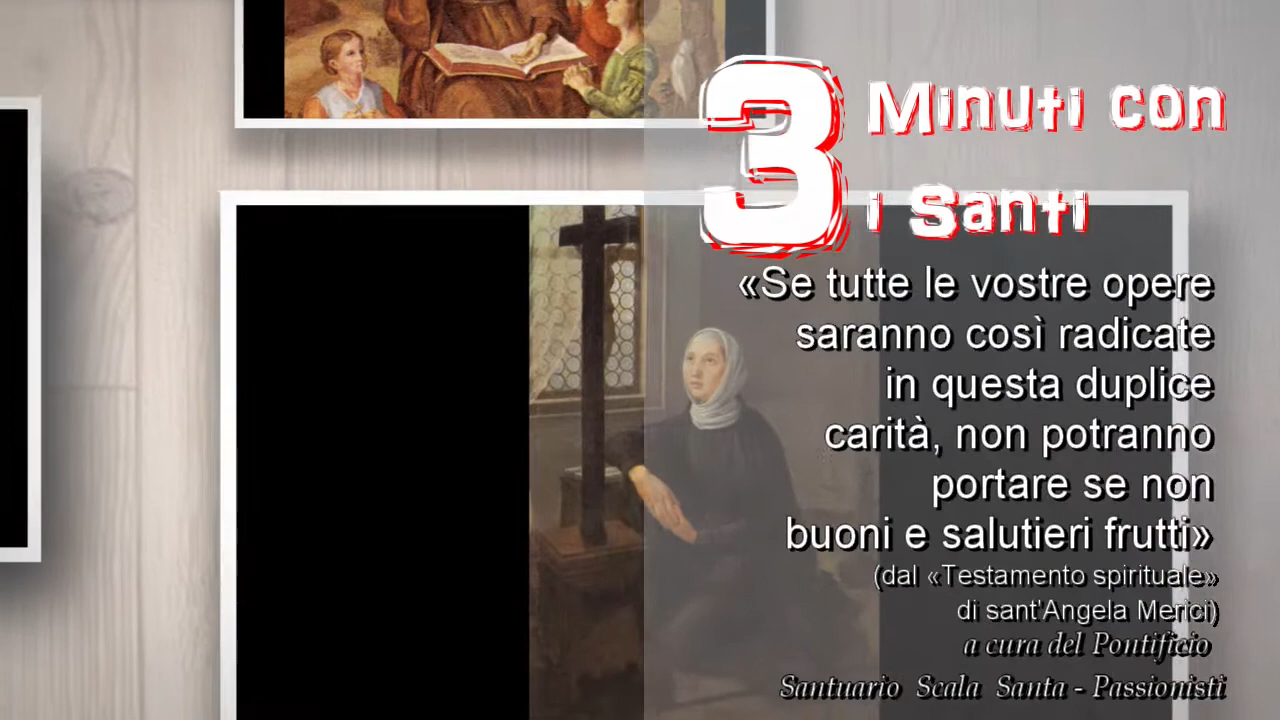 3 Minuti con
i Santi
«Se tutte le vostre opere
saranno così radicate
in questa duplice
carità, non potranno
portare se non
buoni e salutieri frutti»
(dal «Testamento spirituale»
di sant'Angela Merici)
a cura del Pontificio
Santuario Scala Santa - Passionisti